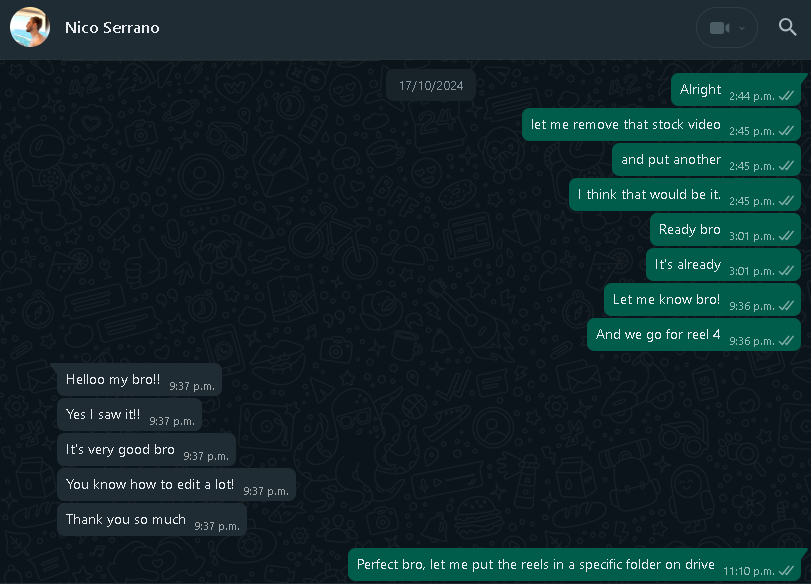 Nico Serrano
17/10/2024
Alright 2:44 p.m.
let me remove that stock video 2:45 p.m.
and put another 2:45 p.m.
I think that would be it. 2:45 p.m.
Ready bro 3:01 p.m.
It's already 3:01 p.m.
Let me know bro! 9:36 p.m.
And we go for reel 4 9:36 p.m.
Helloo my bro!! 9:37 p.m.
Yes I saw it!! 9:37 p.m.
It's very good bro 9:37 p.m.
You know how to edit a lot! 9:37 p.m.
Thank you so much 9:37 p.m.
Perfect bro, let me put the reels in a specific folder on drive 11:10 p.m.